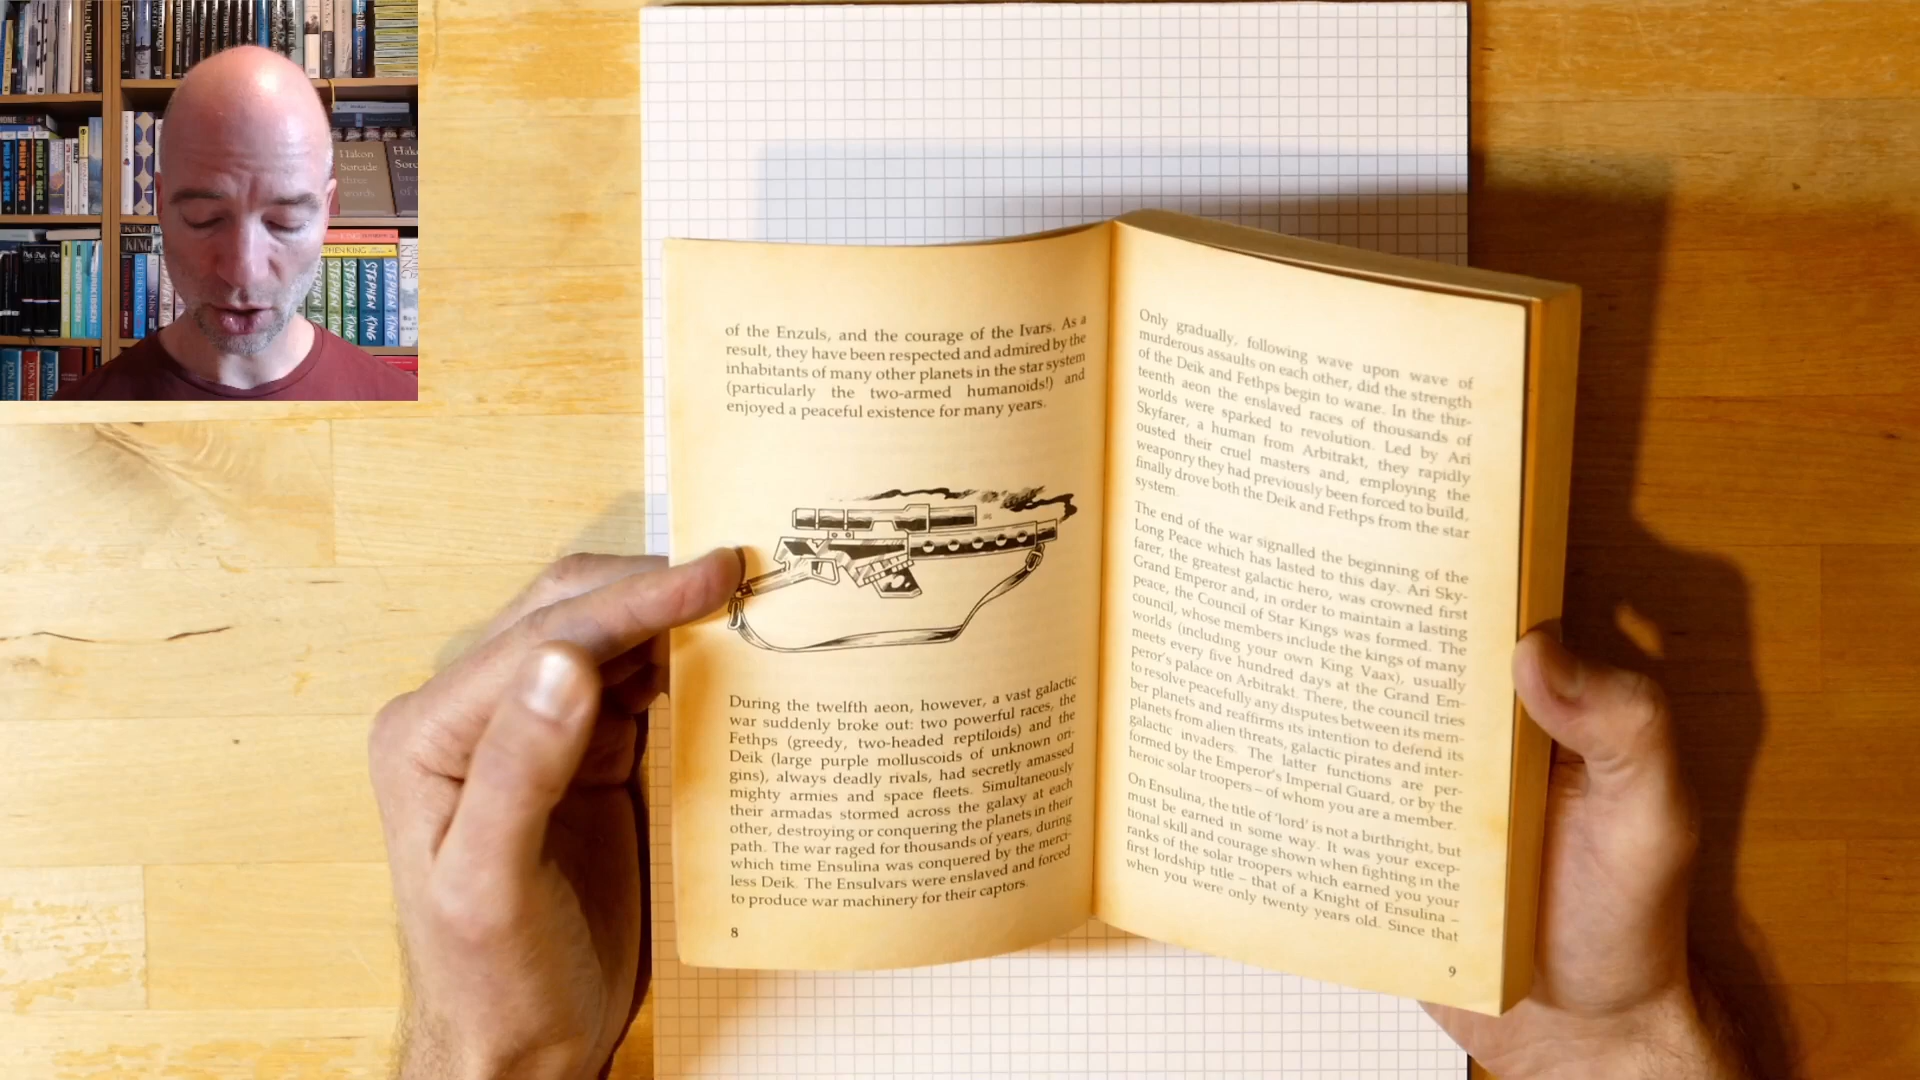 PHILIP K. DICK
PHILIP K. DICK
PHILIP K. DICK
Håkon
Sørcide
three
words
KING
KING
STEPHEN KING
STEPHEN KING
STEPHEN KING
of the Enzuls, and the courage of the Ivars. As a
result, they have been respected and admired by the
inhabitants of many other planets in the star system
(particularly the two-armed humanoids!) and
enjoyed a peaceful existence for many years.
During the twelfth aeon, however, a vast galactic
war suddenly broke out: two powerful races, the
Fethps (greedy, two-headed reptiloids) and the
Deik (large purple molluscoids of unknown ori-
gins), always deadly rivals, had secretly amassed
mighty armies and space fleets. Simultaneously
their armadas stormed across the galaxy at each
other, destroying or conquering the planets in their
path. The war raged for thousands of years, during
which time Ensulina was conquered by the merci-
less Deik. The Ensulvars were enslaved and forced
to produce war machinery for their captors.
8
Only gradually, following wave upon wave of
murderous assaults on each other, did the strength
of the Deik and Fethps begin to wane. In the thir-
teenth aeon the enslaved races of thousands of
worlds were sparked to revolution. Led by Ari
Skyfarer, a human from Arbitrakt, they rapidly
ousted their cruel masters and, employing the
weaponry they had previously been forced to build,
finally drove both the Deik and Fethps from the star
system.
The end of the war signalled the beginning of the
Long Peace which has lasted to this day. Ari Sky-
farer, the greatest galactic hero, was crowned first
Grand Emperor and, in order to maintain a lasting
peace, the Council of Star Kings was formed. The
council, whose members include the kings of many
worlds (including your own King Vaax), usually
meets every five hundred days at the Grand Em-
peror's palace on Arbitrakt. There, the council tries
to resolve peacefully any disputes between its mem-
ber planets and reaffirms its intention to defend its
planets from alien threats, galactic pirates and inter-
galactic invaders. The latter functions are per-
formed by the Emperor's Imperial Guard, or by the
heroic solar troopers – of whom you are a member.
On Ensulina, the title of 'lord' is not a birthright, but
must be earned in some way. It was your excep-
tional skill and courage shown when fighting in the
ranks of the solar troopers which earned you your
first lordship title – that of a Knight of Ensulina –
when you were only twenty years old. Since that
9